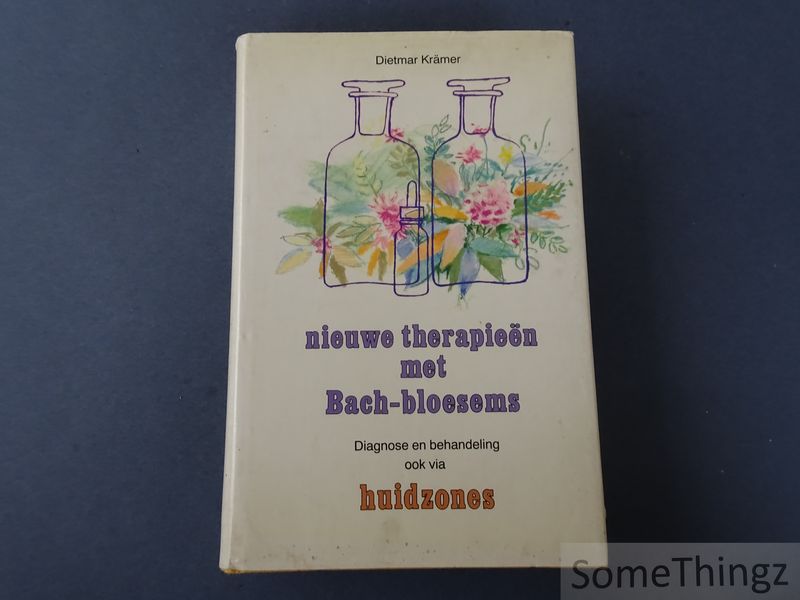 Dietmar Krämer
nieuwe therapieën
met
Bach-bloesems
Diagnose en behandeling
ook via
huidzones
SomeThingz